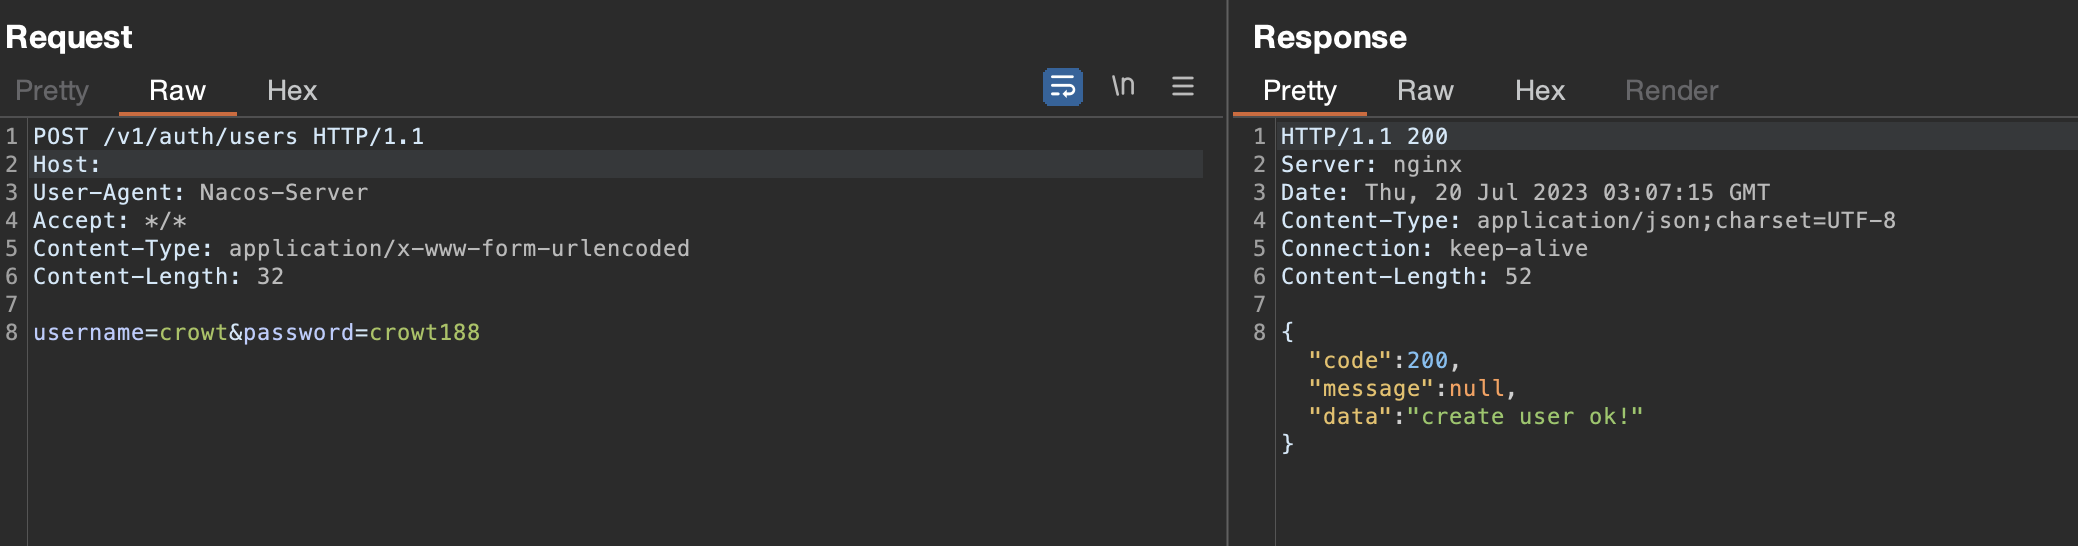 Request
Pretty Raw Hex
\n
1 POST /v1/auth/users HTTP/1.1
2 Host:
3 User-Agent: Nacos-Server
4 Accept: */*
5 Content-Type: application/x-www-form-urlencoded
6 Content-Length: 32
7
8 username=crowt&password=crowt188
Response
Pretty Raw Hex Render
1 HTTP/1.1 200
2 Server: nginx
3 Date: Thu, 20 Jul 2023 03:07:15 GMT
4 Content-Type: application/json;charset=UTF-8
5 Connection: keep-alive
6 Content-Length: 52
7
8 {
"code":200,
"message":null,
"data":"create user ok!"
}